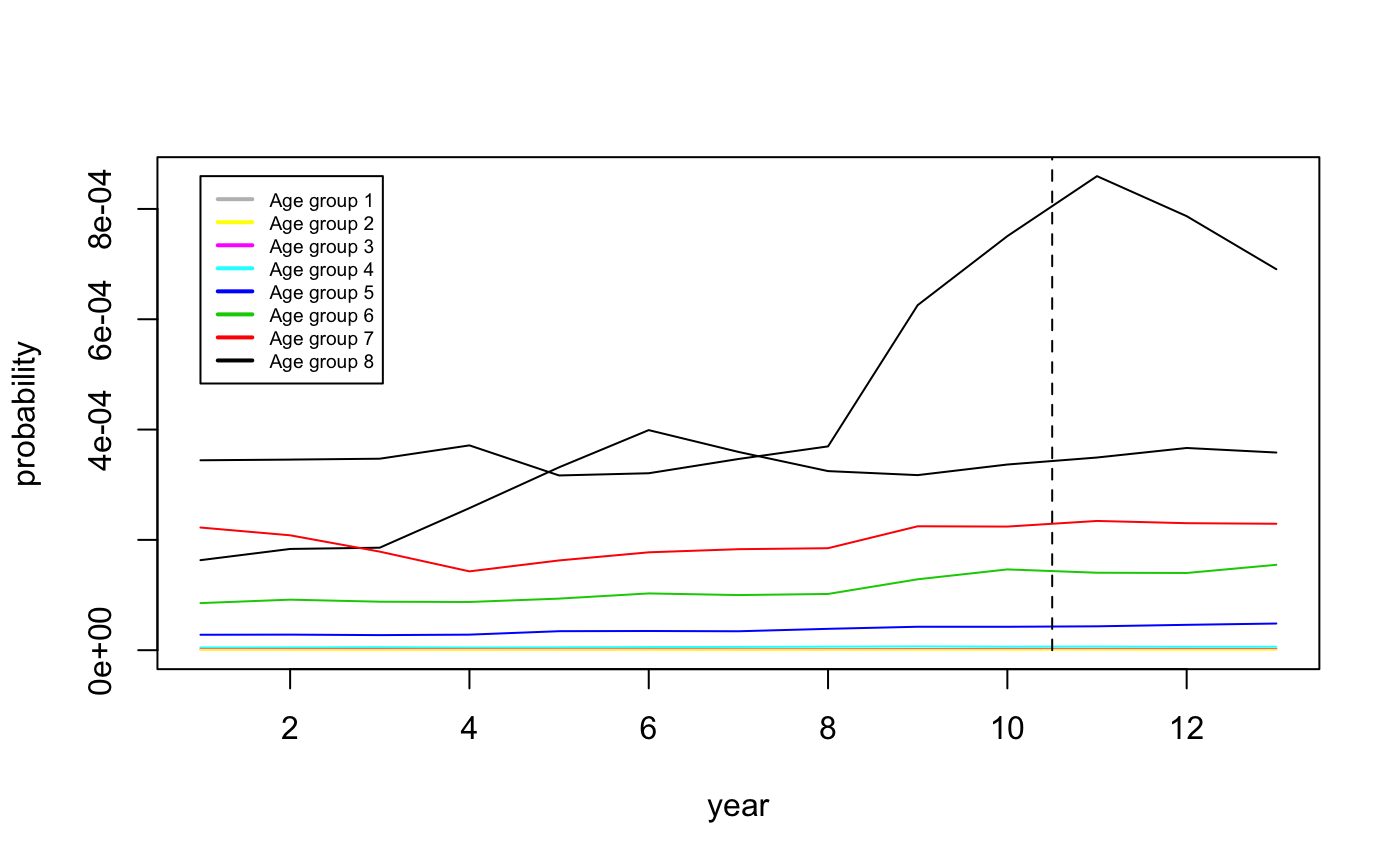 Age group 1
Age group 2
Age group 3
Age group 4
Age group 5
Age group 6
Age group 7
Age group 8
probability
8e-04
6e-04
4e-04
0e+00
2 4 6 8 10 12
year